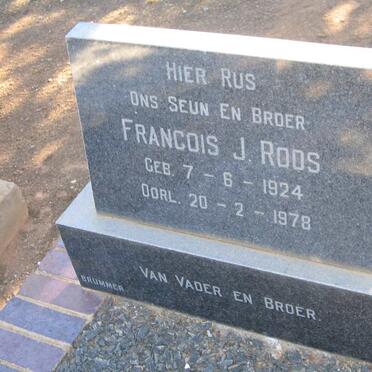 HIER RUS
ONS SEUN EN BROER
FRANCOIS J. ROOS
GEB. 7 - 6 - 1924
OORL. 20 - 2 - 1978
VAN VADER EN BROER.
BRUMMER